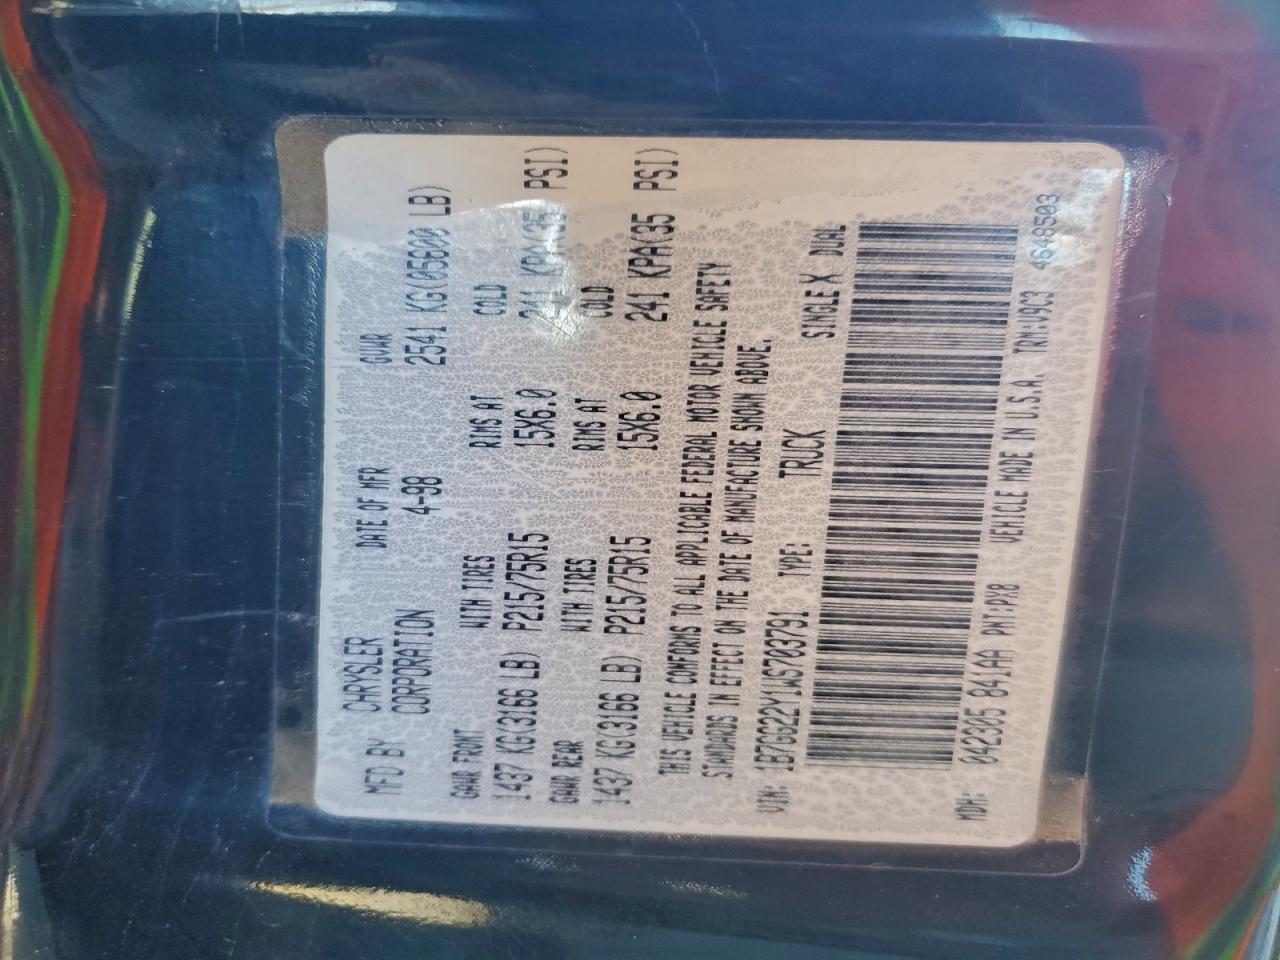 MFD BY CHRYSLER CORPORATION DATE OF MFR 4-98 GVWR 2541 KG(05600 LB)
GAWR FRONT WITH TIRES RIMS AT COLD
1437 KG(3166 LB) P215/75R15 15X6.0 241 KPA(35 PSI)
GAWR REAR WITH TIRES RIMS AT COLD
1437 KG(3166 LB) P215/75R15 15X6.0 241 KPA(35 PSI)
THIS VEHICLE CONFORMS TO ALL APPLICABLE FEDERAL MOTOR VEHICLE SAFETY
STANDARDS IN EFFECT ON THE DATE OF MANUFACTURE SHOWN ABOVE.
VIN: 1B7GG22Y1WS703791 TYPE: TRUCK SINGLE X DUAL
MDH: 042305 841AA PNT:PX8 VEHICLE MADE IN U.S.A. TRM:J9C3 4648503